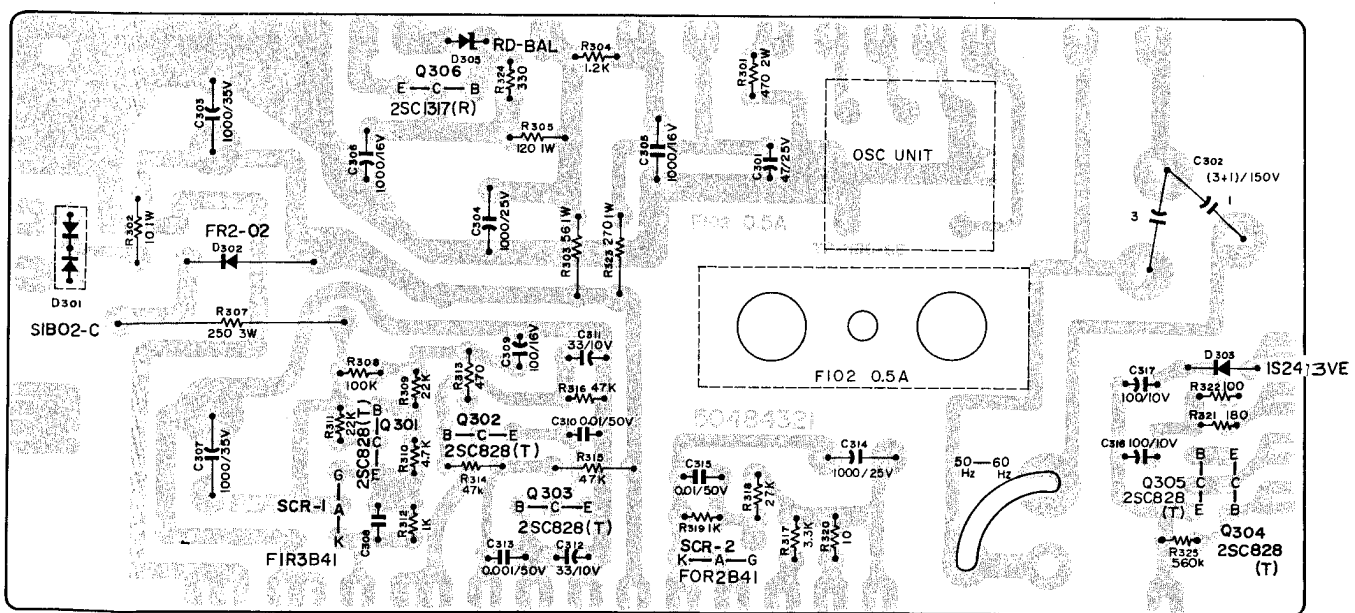 D305
RD-BAL
Q306
E—C—B
2SC1317(R)
R324
330
R304
1.2K
R301
470 2W
C303
1000/35V
C306
1000/16V
R305
120 1W
C305
1000/16V
C301
47/25V
OSC UNIT
C302
(3+1)/150V
3
1
R302
10.1W
FR2-02
D302
C304
1000/25V
R303 56 1W
R323 270 1W
F102 0.5A
D301
SIB02-C
R307
250 3W
F102 0.5A
R308
100K
R309
22K
R313
470
C309
100/16V
C311
33/10V
R316 47K
D303
1S2473VE
C317
100/10V
R322 100
R321 180
R311
22K
2SC828(T)
B—C—E
Q301
R310
4.7K
Q302
B—C—E
2SC828(T)
C310 0.01/50V
5048432
C307
1000/35V
R314
47k
R315
47K
C314
1000/25V
C316 100/10V
50—60
Hz Hz
G—A—K
SCR-1
F1R3B41
C308
R312
1K
Q303
B—C—E
2SC828(T)
C313
0.001/50V
C312
33/10V
C315
0.01/50V
R318
27K
R319 1K
SCR-2
K—A—G
F0R2B41
R317
3.3K
R320
10
Q305
2SC828
(T)
B—C—E
E—C—B
Q304
2SC828
(T)
R325
560k